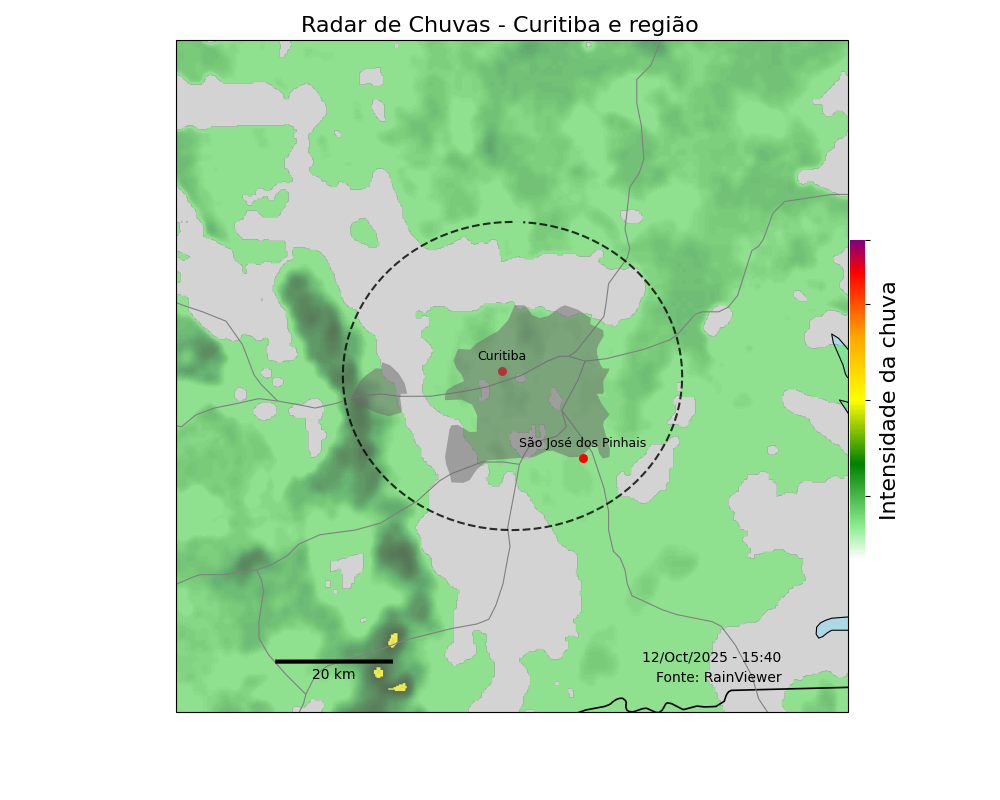 Radar de Chuvas - Curitiba e região
Curitiba
São José dos Pinhais
Intensidade da chuva
20 km
12/Oct/2025 - 15:40
Fonte: RainViewer